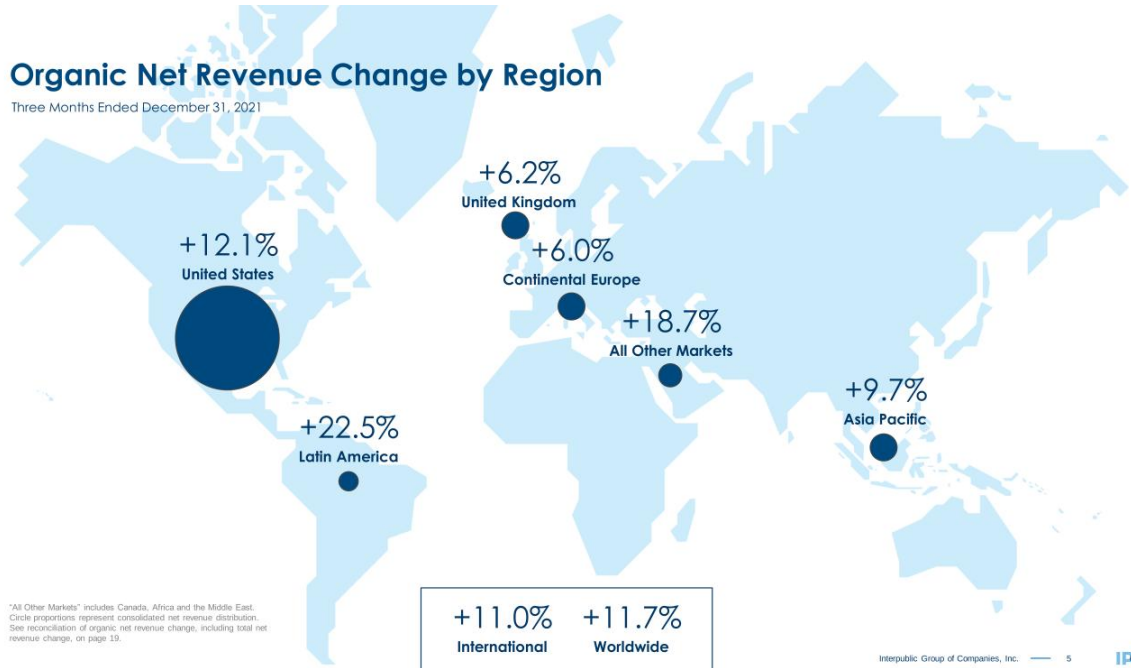 Organic Net Revenue Change by Region
Three Months Ended December 31, 2021
+6.2%
United Kingdom
+12.1%
United States
+6.0%
Continental Europe
+18.7%
All Other Markets
+9.7%
Asia Pacific
+22.5%
Latin America
"All Other Markets" includes Canada, Africa and the Middle East.
Circle proportions represent consolidated net revenue distribution.
See reconciliation of organic net revenue change, including total net
revenue change, on page 19.
+11.0% +11.7%
International Worldwide
Interpublic Group of Companies, Inc. 5